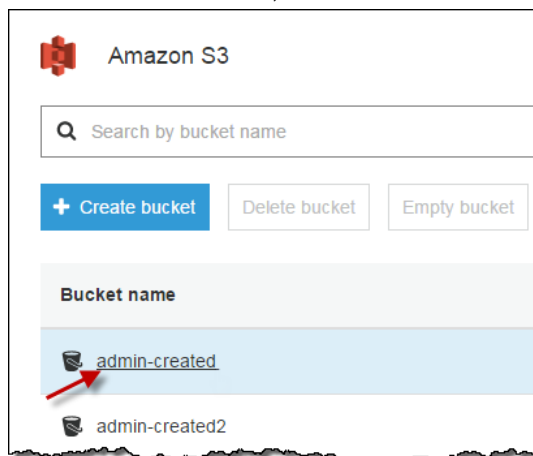 Amazon S3
Search by bucket name
+ Create bucket Delete bucket Empty bucket
Bucket name
admin-created
admin-created2